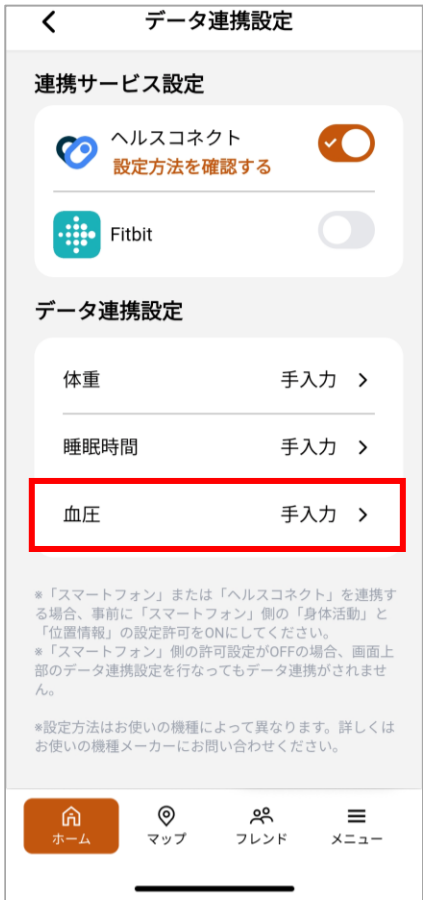 データ連携設定
連携サービス設定
ヘルスコネクト
設定方法を確認する
Fitbit
データ連携設定
体重 手入力
睡眠時間 手入力
血圧 手入力
※「スマートフォン」または「ヘルスコネクト」を連携す
る場合、事前に「スマートフォン」側の「身体活動」と
「位置情報」の設定許可をONにしてください。
※「スマートフォン」側の許可設定がOFFの場合、画面上
部のデータ連携設定を行なってもデータ連携がされませ
ん。
※設定方法はお使いの機種によって異なります。詳しくは
お使いの機種メーカーにお問い合わせください。
ホーム マップ フレンド メニュー